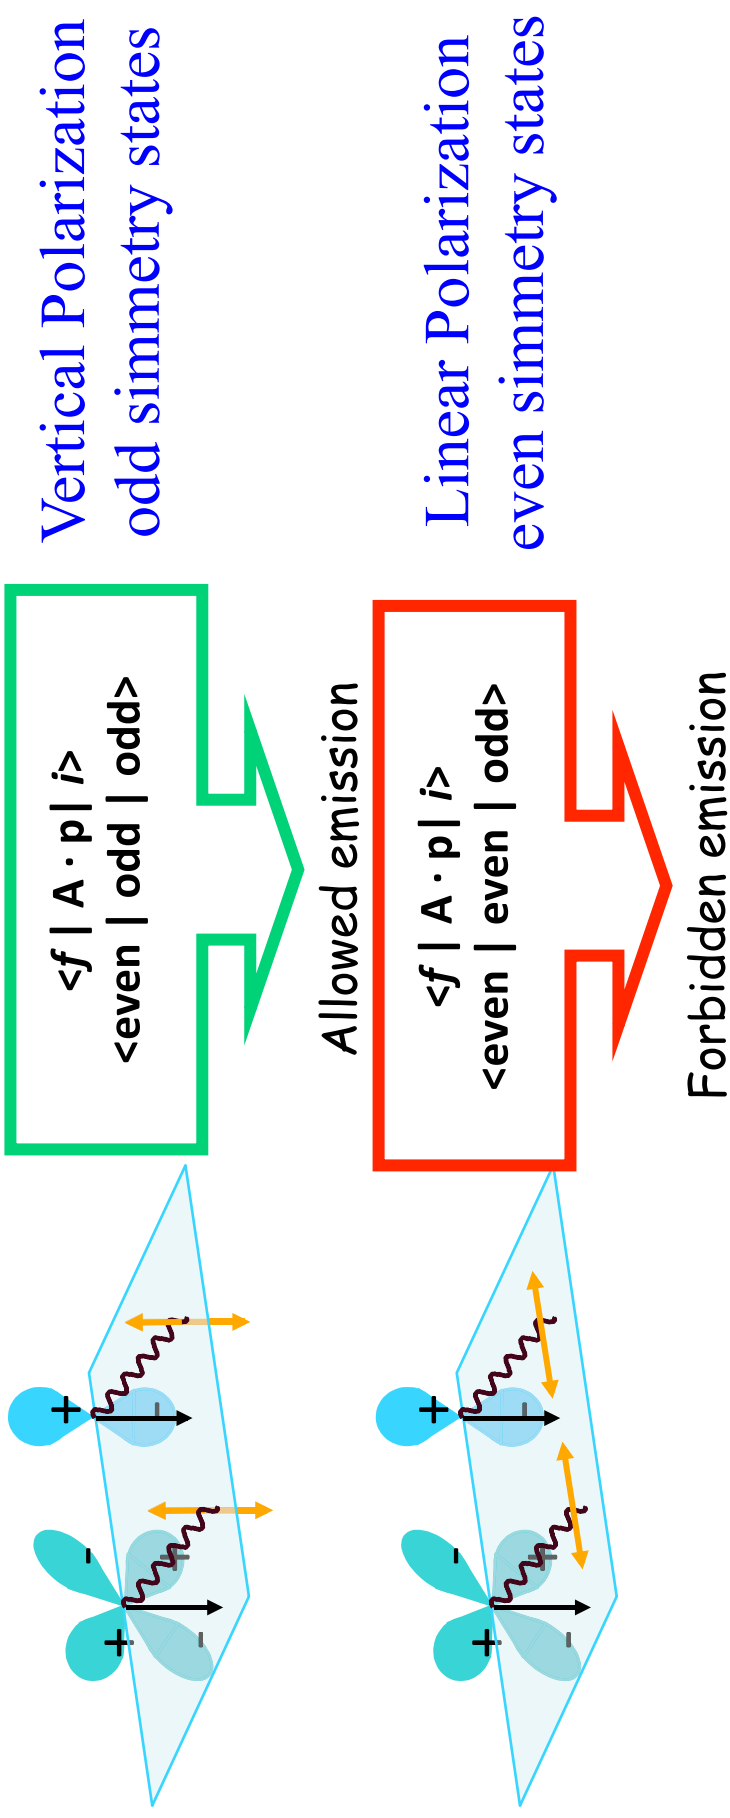 Vertical Polarization
odd simmetry states
<f | A · p| i>
<even | odd | odd>
Allowed emission
+
-
+
-
+
-
Linear Polarization
even simmetry states
<f | A · p| i>
<even | even | odd>
Forbidden emission
+
-
+
-
+
-